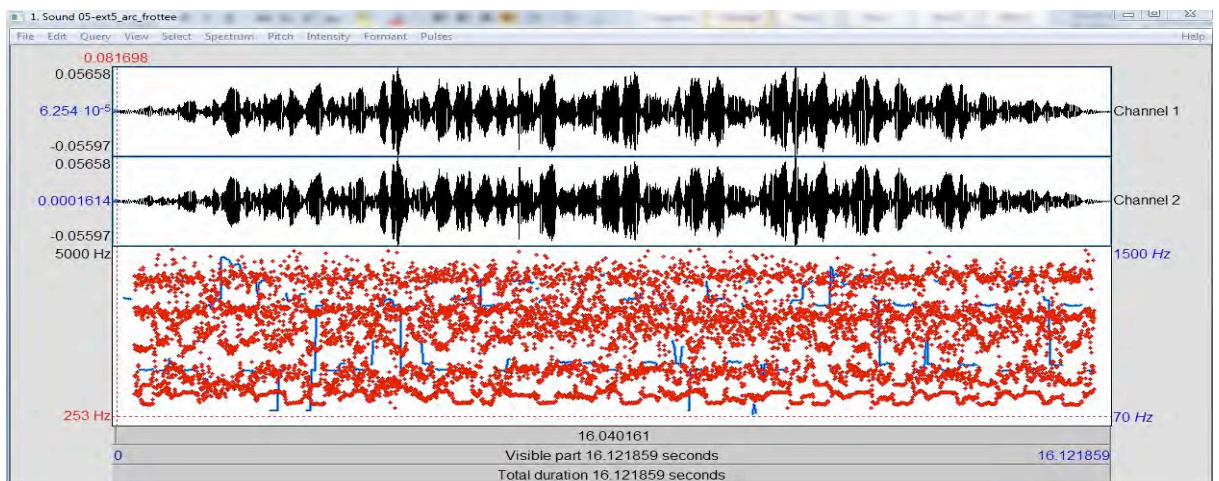 1. Sound 05-ext5_arc_frottee
File Edit Query View Select Spectrum Pitch Intensity Formant Pulses Help
0.081698
0.05658
6.254·10-5
-0.05597
Channel 1
0.05658
0.0001614
-0.05597
Channel 2
5000 Hz
1500 Hz
253 Hz
70 Hz
16.040161
0 Visible part 16.121859 seconds 16.121859
Total duration 16.121859 seconds